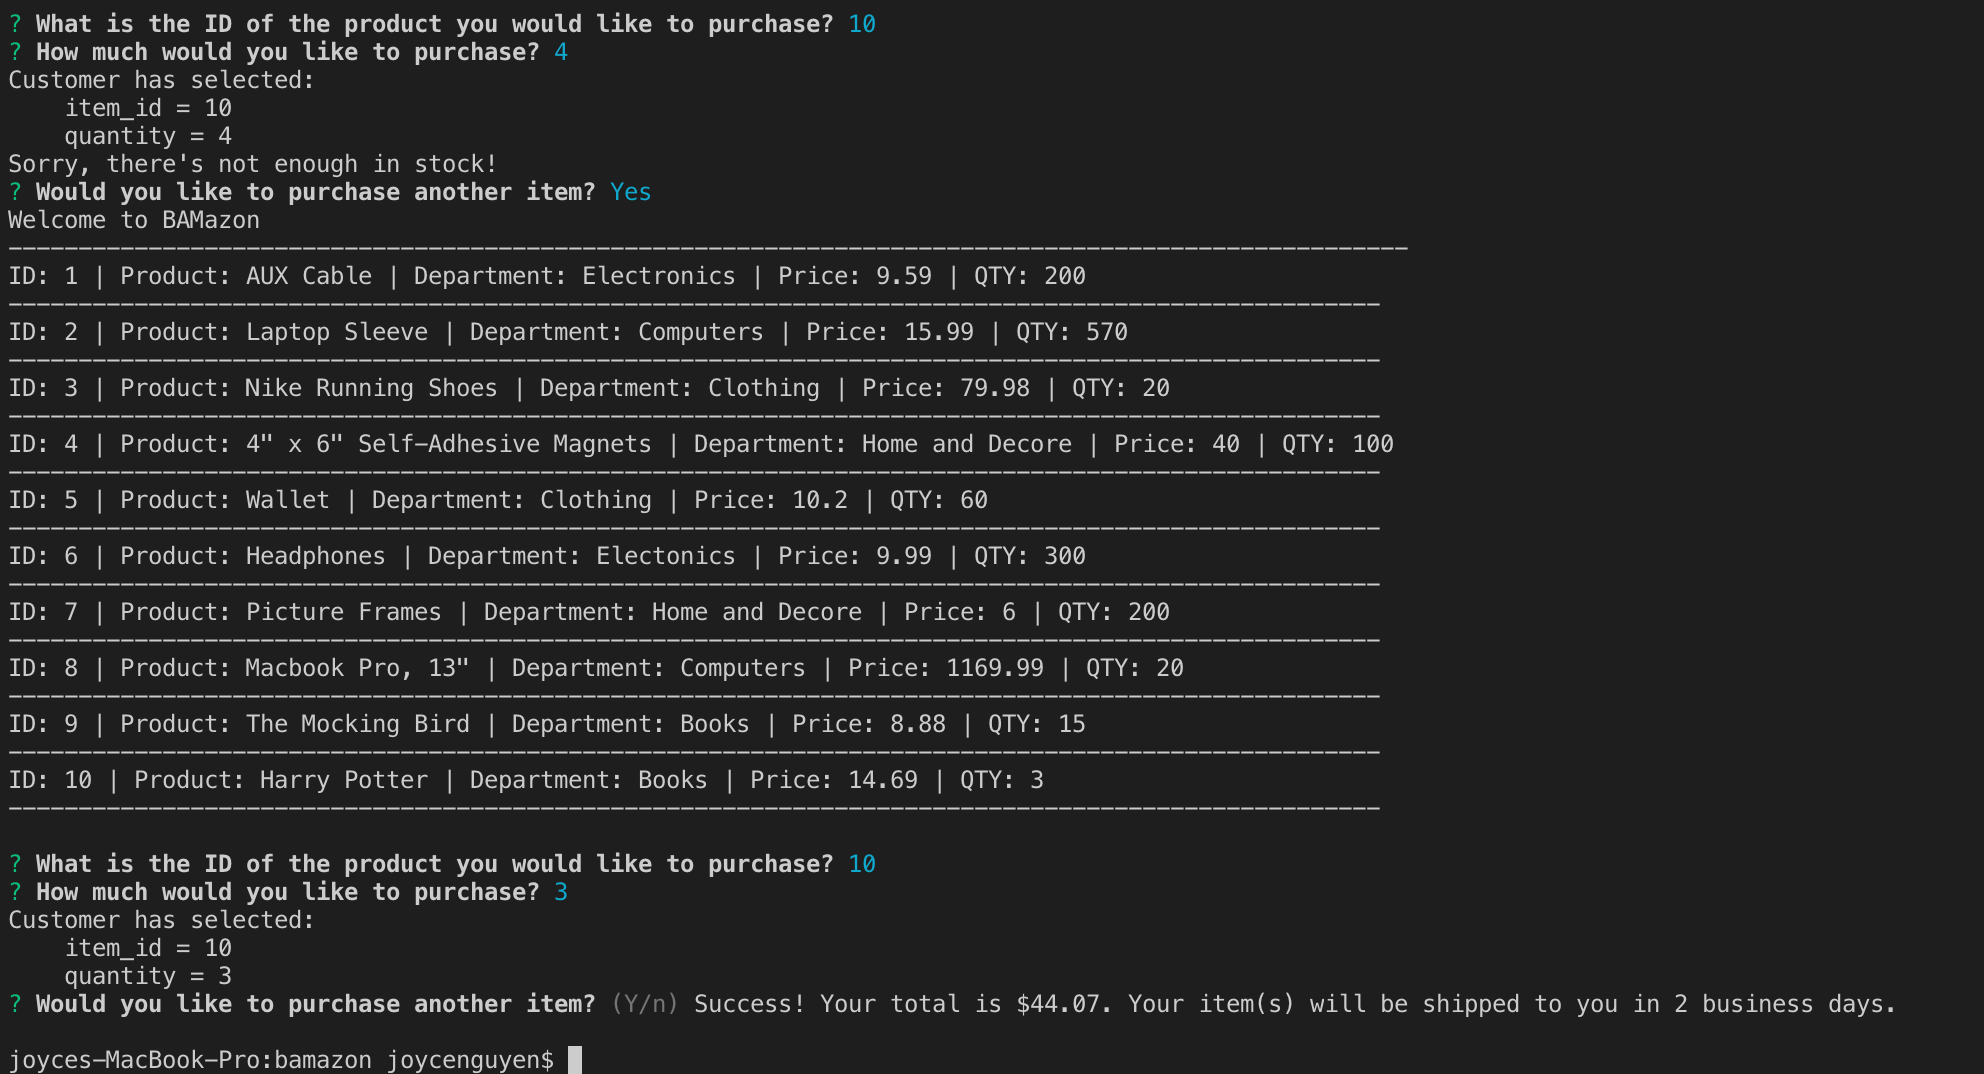 ? What is the ID of the product you would like to purchase? 10
? How much would you like to purchase? 4
Customer has selected:
    item_id = 10
    quantity = 4
Sorry, there's not enough in stock!
? Would you like to purchase another item? Yes
Welcome to BAMazon
----------------------------------------------------------------------------------------------------
ID: 1 | Product: AUX Cable | Department: Electronics | Price: 9.59 | QTY: 200
--------------------------------------------------------------------------------------------------
ID: 2 | Product: Laptop Sleeve | Department: Computers | Price: 15.99 | QTY: 570
--------------------------------------------------------------------------------------------------
ID: 3 | Product: Nike Running Shoes | Department: Clothing | Price: 79.98 | QTY: 20
--------------------------------------------------------------------------------------------------
ID: 4 | Product: 4" x 6" Self-Adhesive Magnets | Department: Home and Decore | Price: 40 | QTY: 100
--------------------------------------------------------------------------------------------------
ID: 5 | Product: Wallet | Department: Clothing | Price: 10.2 | QTY: 60
--------------------------------------------------------------------------------------------------
ID: 6 | Product: Headphones | Department: Electonics | Price: 9.99 | QTY: 300
--------------------------------------------------------------------------------------------------
ID: 7 | Product: Picture Frames | Department: Home and Decore | Price: 6 | QTY: 200
--------------------------------------------------------------------------------------------------
ID: 8 | Product: Macbook Pro, 13" | Department: Computers | Price: 1169.99 | QTY: 20
--------------------------------------------------------------------------------------------------
ID: 9 | Product: The Mocking Bird | Department: Books | Price: 8.88 | QTY: 15
--------------------------------------------------------------------------------------------------
ID: 10 | Product: Harry Potter | Department: Books | Price: 14.69 | QTY: 3
--------------------------------------------------------------------------------------------------
? What is the ID of the product you would like to purchase? 10
? How much would you like to purchase? 3
Customer has selected:
    item_id = 10
    quantity = 3
? Would you like to purchase another item? (Y/n) Success! Your total is $44.07. Your item(s) will be shipped to you in 2 business days.
joyces-MacBook-Pro:bamazon joycenguyen$